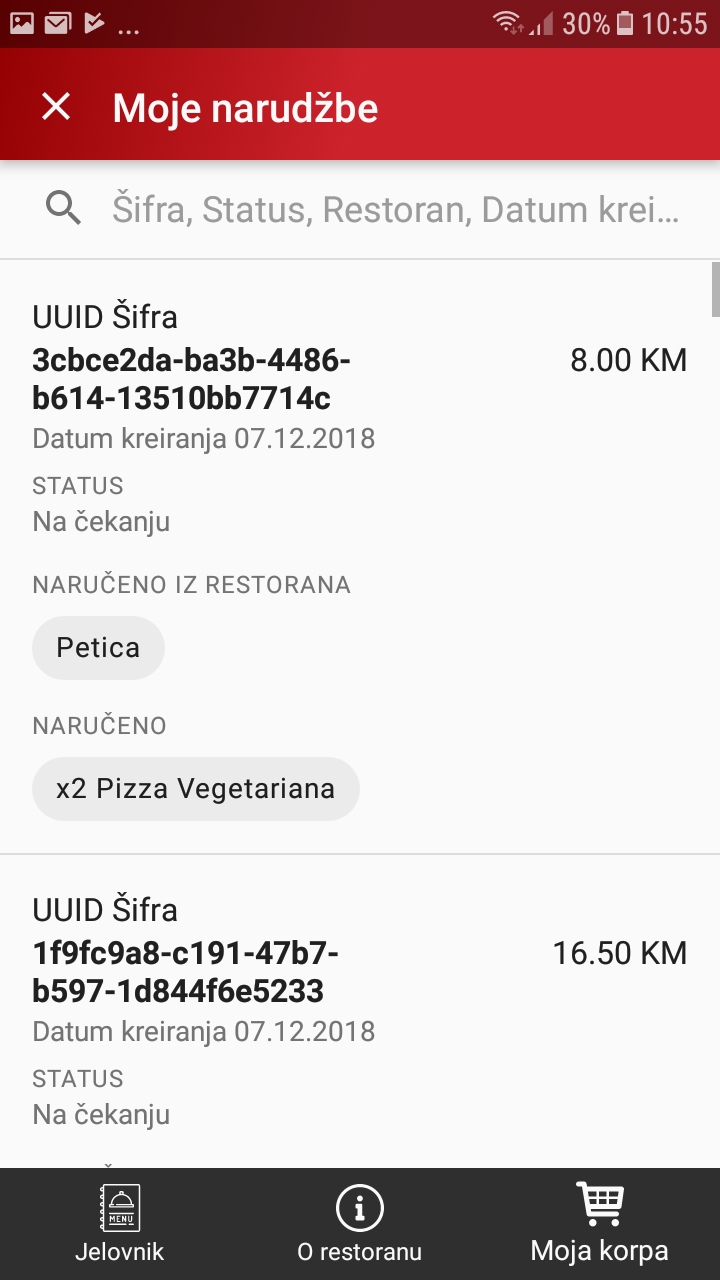 ... 30% 10:55
Moje narudžbe
Šifra, Status, Restoran, Datum krei...
UUID Šifra
3cbce2da-ba3b-4486-
b614-13510bb7714c
8.00 KM
Datum kreiranja 07.12.2018
STATUS
Na čekanju
NARUČENO IZ RESTORANA
Petica
NARUČENO
x2 Pizza Vegetariana
UUID Šifra
1f9fc9a8-c191-47b7-
b597-1d844f6e5233
16.50 KM
Datum kreiranja 07.12.2018
STATUS
Na čekanju
MENU
Jelovnik
O restoranu
Moja korpa